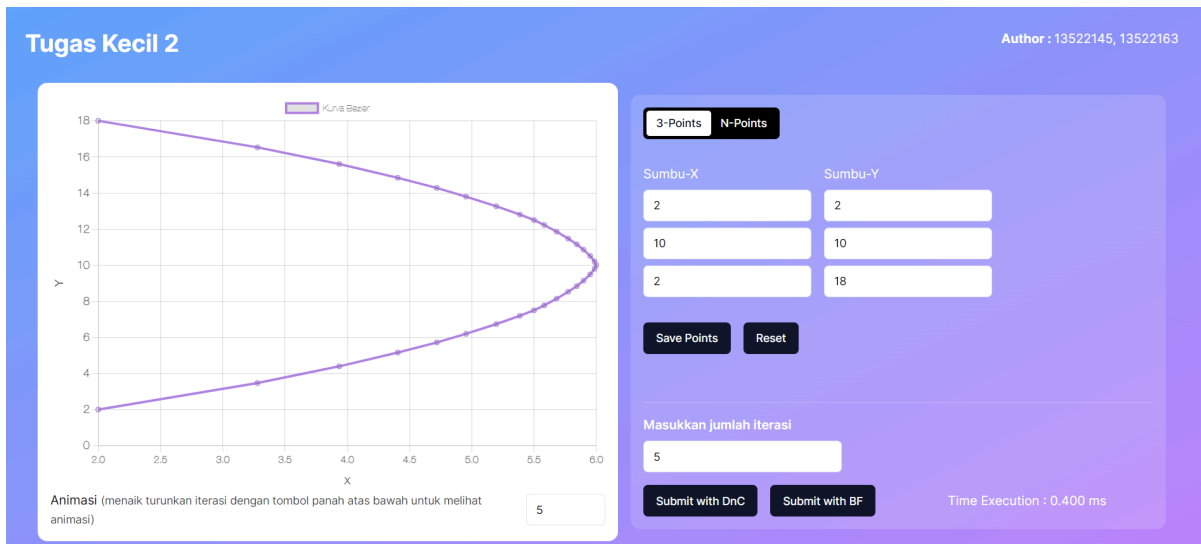 Tugas Kecil 2
Author : 13522145, 13522163
Kurva Bezier
18
16
14
12
10
8
6
4
2
0
Y
2.0 2.5 3.0 3.5 4.0 4.5 5.0 5.5 6.0
X
Animasi (menaik turunkan iterasi dengan tombol panah atas bawah untuk melihat
animasi)
5
3-Points N-Points
Sumbu-X Sumbu-Y
2 2
10 10
2 18
Save Points Reset
Masukkan jumlah iterasi
5
Submit with DnC Submit with BF Time Execution : 0.400 ms